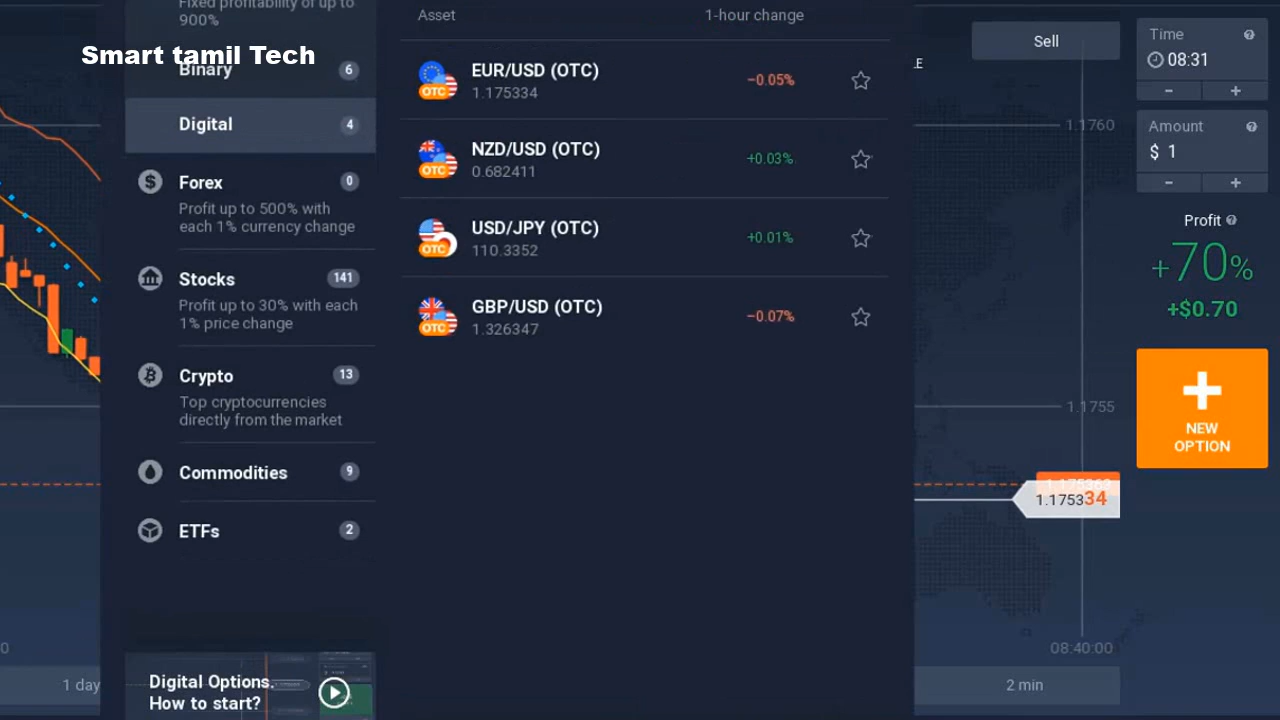 Fixed profitability of up to
900%
Smart tamil Tech
Binary 6
Digital 4
Forex 0
Profit up to 500% with
each 1% currency change
Stocks 141
Profit up to 30% with each
1% price change
Crypto 13
Top cryptocurrencies
directly from the market
Commodities 9
ETFs 2
Digital Options.
How to start?
Asset 1-hour change
EUR/USD (OTC) −0.05%
1.175334
OTC
NZD/USD (OTC) +0.03%
0.682411
OTC
USD/JPY (OTC) +0.01%
110.3352
OTC
GBP/USD (OTC) −0.07%
1.326347
OTC
Sell
1.1760
1.1755
1.175334
08:40:00
1 day
2 min
Time
08:31
− +
Amount
$ 1
− +
Profit
+70%
+$0.70
NEW
OPTION